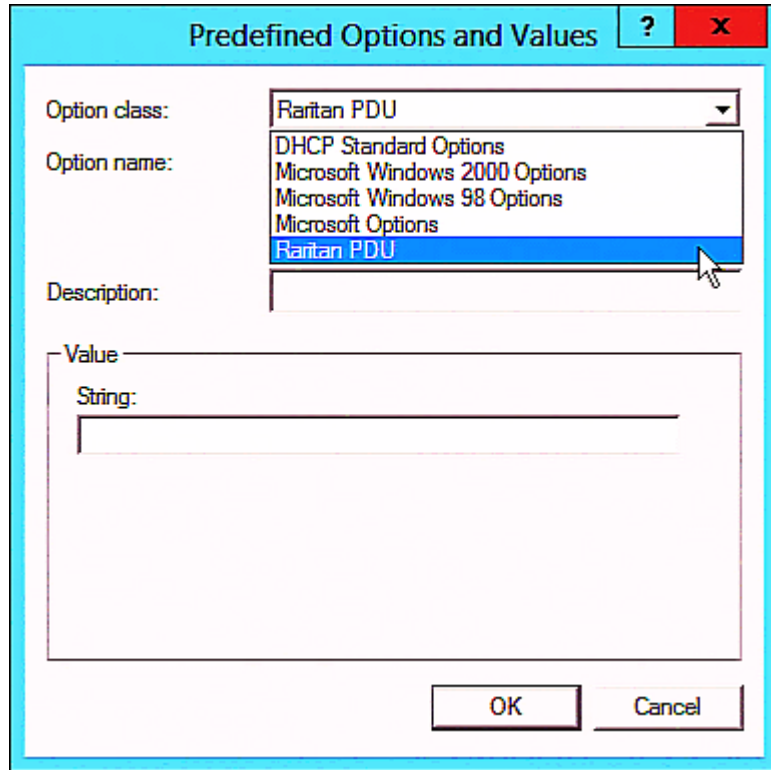 Predefined Options and Values ? x
Option class: Raritan PDU
DHCP Standard Options
Option name:
Microsoft Windows 2000 Options
Microsoft Windows 98 Options
Microsoft Options
Raritan PDU
Description:
Value
String:
OK Cancel